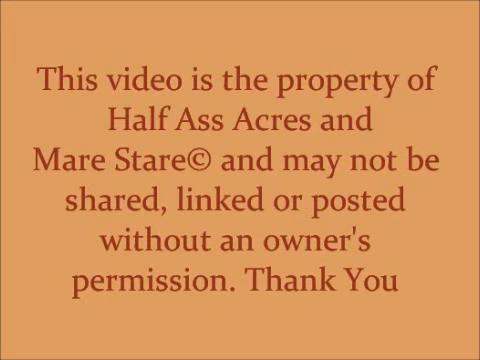 This video is the property of
Half Ass Acres and
Mare Stare© and may not be
shared, linked or posted
without an owner's
permission. Thank You